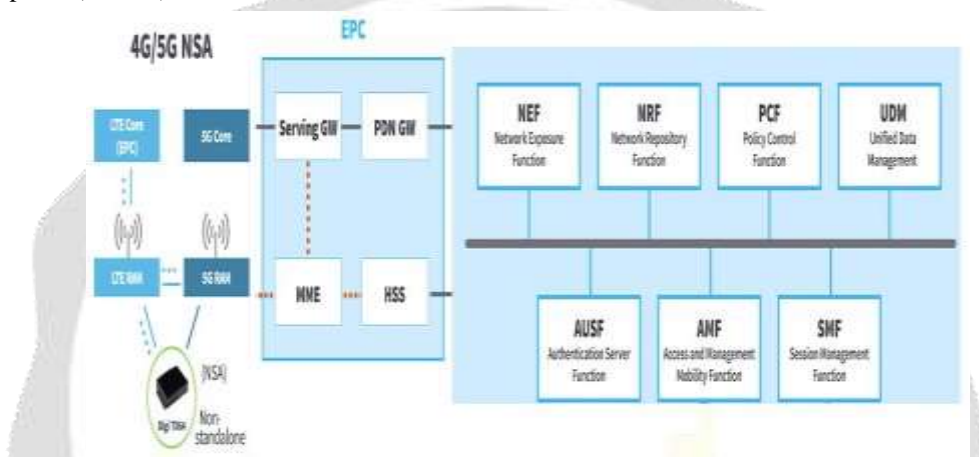 EPC
4G/5G NSA
LTE Core
(EPC)
5G Core
Serving GW
PDN GW
NEF
Network Exposure
Function
NRF
Network Repository
Function
PCF
Policy Control
Function
UDM
Unified Data
Management
LTE RAN
5G RAN
MME
HSS
AUSF
Authentication Server
Function
AMF
Access and Management
Mobility Function
SMF
Session Management
Function
(NSA)
Non-
standalone
Digi